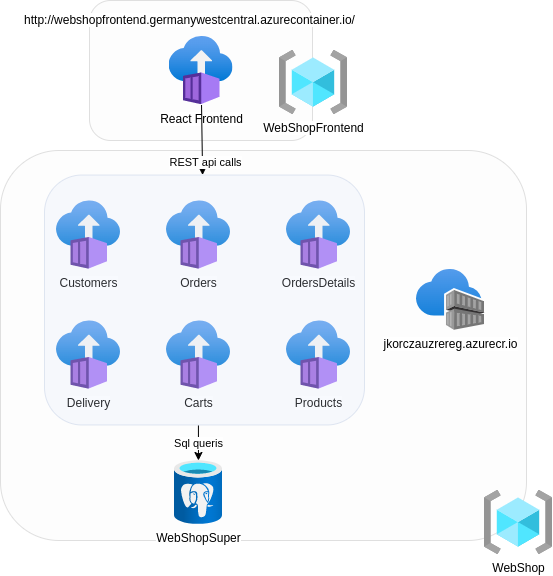 http://webshopfrontend.germanywestcentral.azurecontainer.io/
React Frontend
WebShopFrontend
REST api calls
Customers
Orders
OrdersDetails
jkorczauzrereg.azurecr.io
Delivery
Carts
Products
Sql queris
WebShopSuper
WebShop